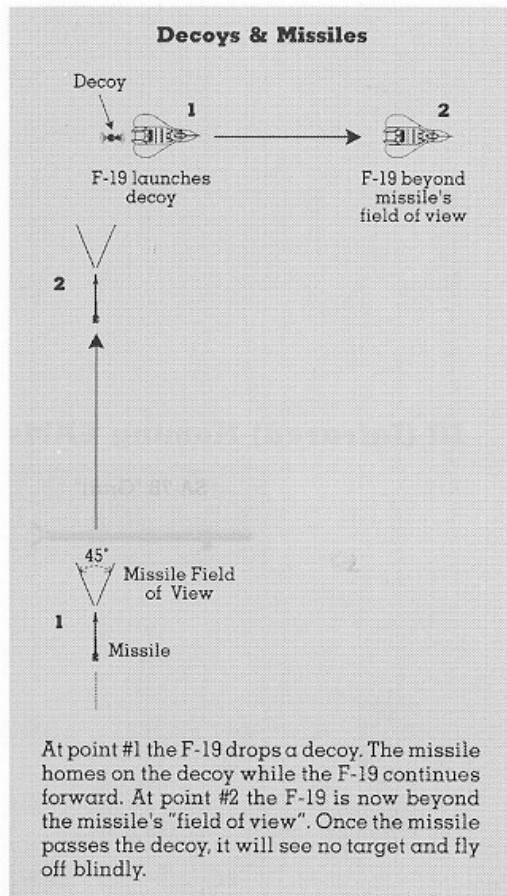 Decoys & Missiles
Decoy
1
2
F-19 launches
decoy
F-19 beyond
missile's
field of view
2
45°
Missile Field
of View
1
Missile
At point #1 the F-19 drops a decoy. The missile
homes on the decoy while the F-19 continues
forward. At point #2 the F-19 is now beyond
the missile's "field of view". Once the missile
passes the decoy, it will see no target and fly
off blindly.